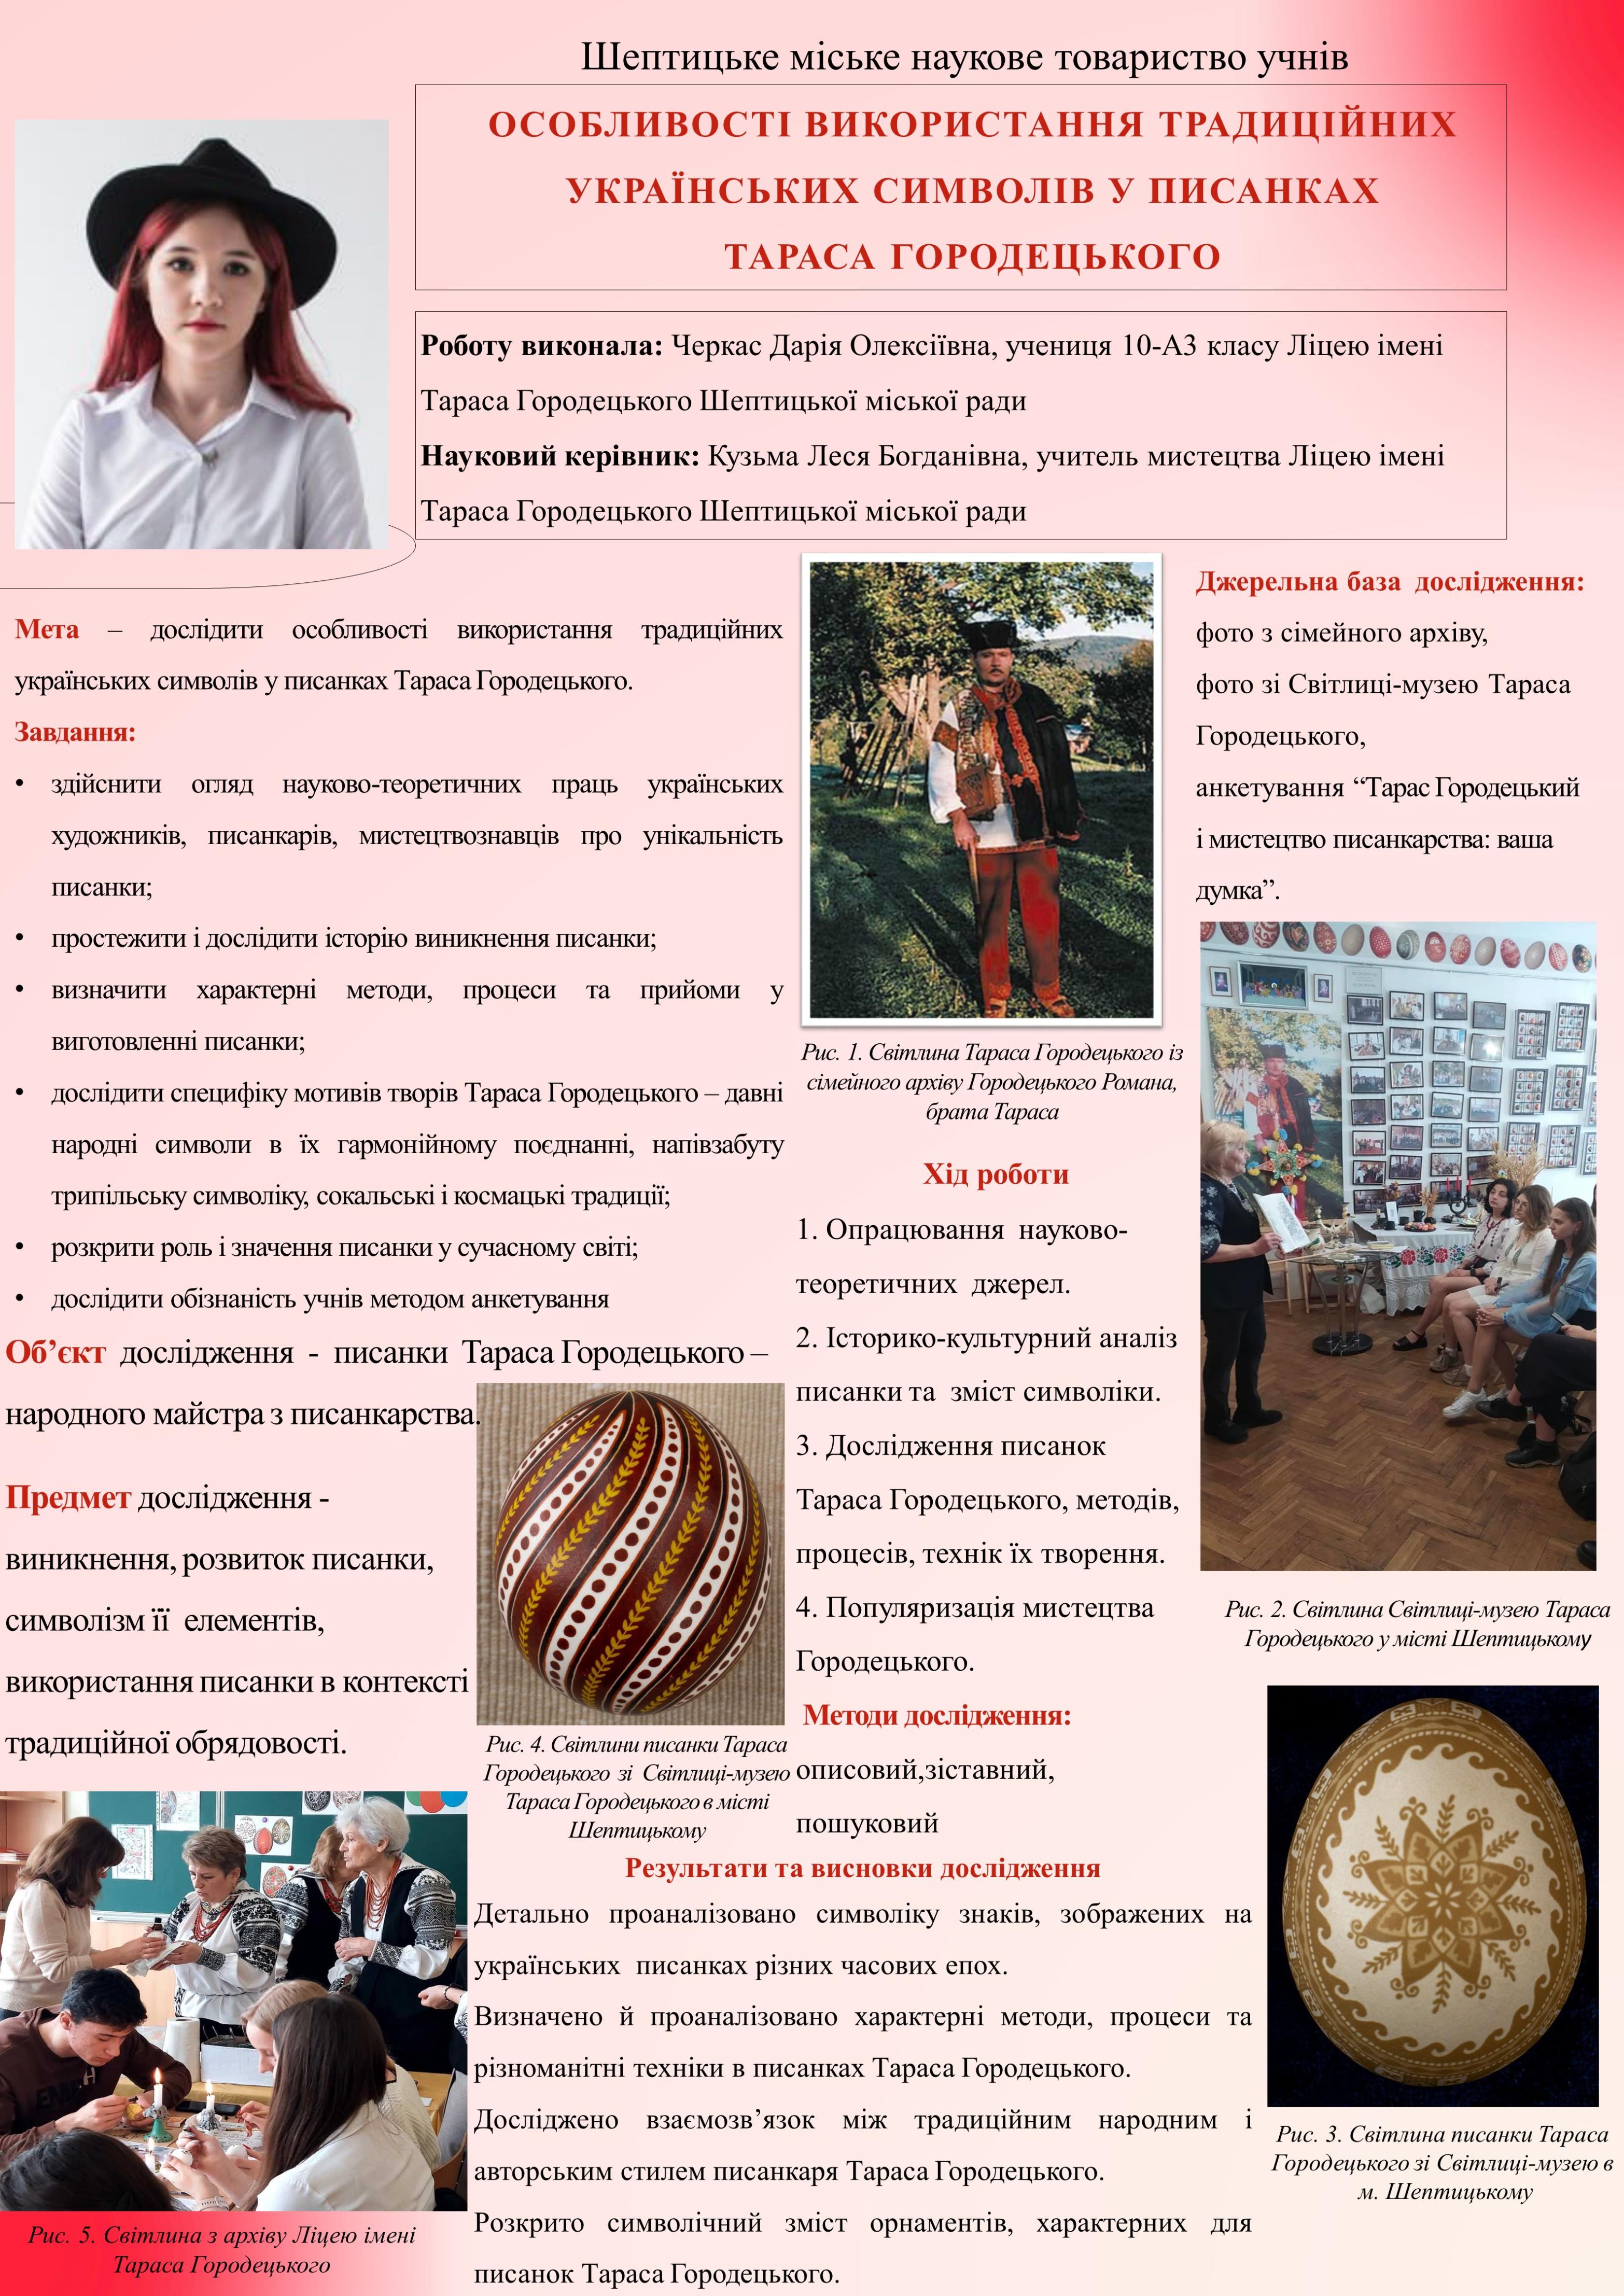 Шептицьке міське наукове товариство учнів
ОСОБЛИВОСТІ ВИКОРИСТАННЯ ТРАДИЦІЙНИХ
УКРАЇНСЬКИХ СИМВОЛІВ У ПИСАНКАХ
ТАРАСА ГОРОДЕЦЬКОГО
Роботу виконала: Черкас Дарія Олексіївна, учениця 10-А3 класу Ліцею імені
Тараса Городецького Шептицької міської ради
Науковий керівник: Кузьма Леся Богданівна, учитель мистецтва Ліцею імені
Тараса Городецького Шептицької міської ради
Мета – дослідити особливості використання традиційних
українських символів у писанках Тараса Городецького.
Завдання:
• здійснити огляд науково-теоретичних праць українських
художників, писанкарів, мистецтвознавців про унікальність
писанки;
• простежити і дослідити історію виникнення писанки;
• визначити характерні методи, процеси та прийоми у
виготовленні писанки;
• дослідити специфіку мотивів творів Тараса Городецького – давні
народні символи в їх гармонійному поєднанні, напівзабуту
трипільську символіку, сокальські і космацькі традиції;
• розкрити роль і значення писанки у сучасному світі;
• дослідити обізнаність учнів методом анкетування
Об’єкт дослідження - писанки Тараса Городецького –
народного майстра з писанкарства.
Предмет дослідження -
виникнення, розвиток писанки,
символізм її елементів,
використання писанки в контексті
традиційної обрядовості.
Рис. 5. Світлина з архіву Ліцею імені
Тараса Городецького
Рис. 4. Світлини писанки Тараса
Городецького зі Світлиці-музею
Тараса Городецького в місті
Шептицькому
Рис. 1. Світлина Тараса Городецького із
сімейного архіву Городецького Романа,
брата Тараса
Хід роботи
1. Опрацювання науково-
теоретичних джерел.
2. Історико-культурний аналіз
писанки та зміст символіки.
3. Дослідження писанок
Тараса Городецького, методів,
процесів, технік їх творення.
4. Популяризація мистецтва
Городецького.
Методи дослідження:
описовий,зіставний,
пошуковий
Джерельна база дослідження:
фото з сімейного архіву,
фото зі Світлиці-музею Тараса
Городецького,
анкетування “Тарас Городецький
і мистецтво писанкарства: ваша
думка”.
Рис. 2. Світлина Світлиці-музею Тараса
Городецького у місті Шептицькому
Рис. 3. Світлина писанки Тараса
Городецького зі Світлиці-музею в
м. Шептицькому
Результати та висновки дослідження
Детально проаналізовано символіку знаків, зображених на
українських писанках різних часових епох.
Визначено й проаналізовано характерні методи, процеси та
різноманітні техніки в писанках Тараса Городецького.
Досліджено взаємозв’язок між традиційним народним і
авторським стилем писанкаря Тараса Городецького.
Розкрито символічний зміст орнаментів, характерних для
писанок Тараса Городецького.